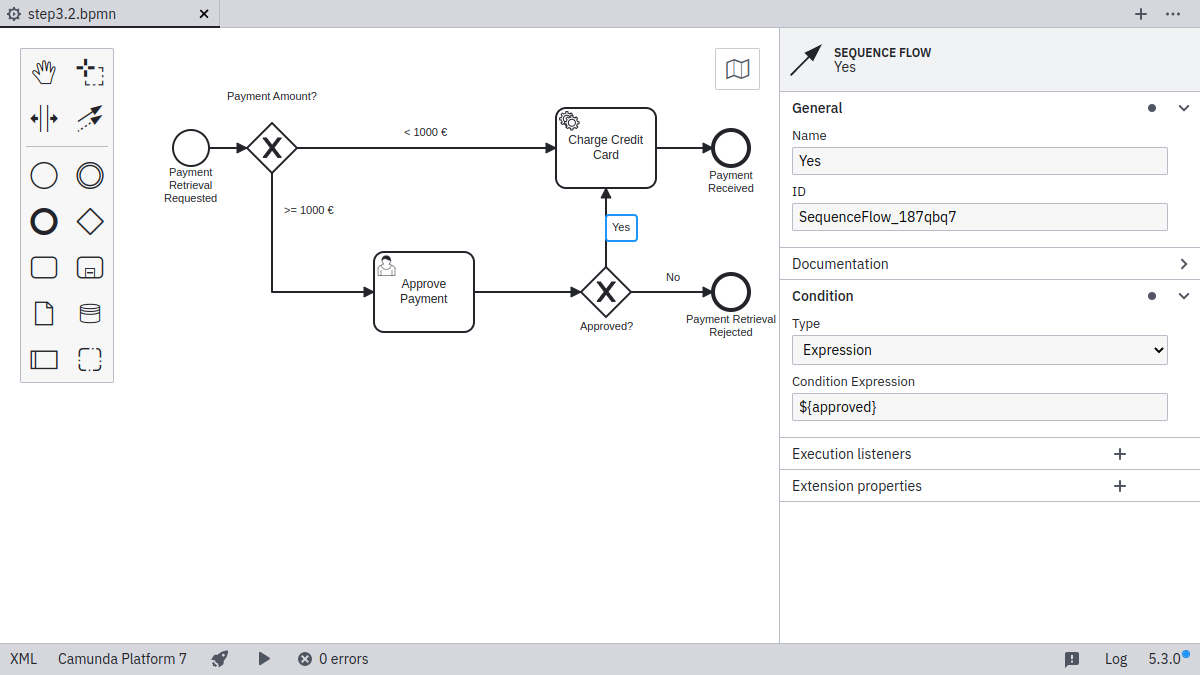 step3.2.bpmn
Payment Amount?
< 1000 €
>= 1000 €
Payment
Retrieval
Requested
Charge Credit
Card
Payment
Received
Yes
Approve
Payment
Approved?
No
Payment Retrieval
Rejected
SEQUENCE FLOW
Yes
General
Name
Yes
ID
SequenceFlow_187qbq7
Documentation
Condition
Type
Expression
Condition Expression
${approved}
Execution listeners
Extension properties
XML Camunda Platform 7 0 errors Log 5.3.0